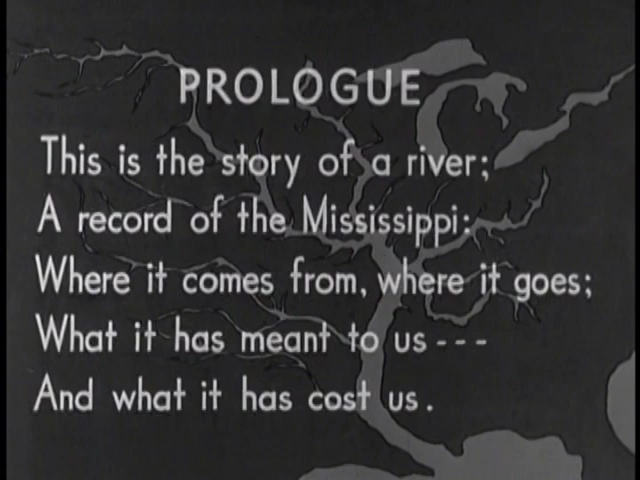 PROLOGUE
This is the story of a river;
A record of the Mississippi:
Where it comes from, where it goes;
What it has meant to us ---
And what it has cost us.